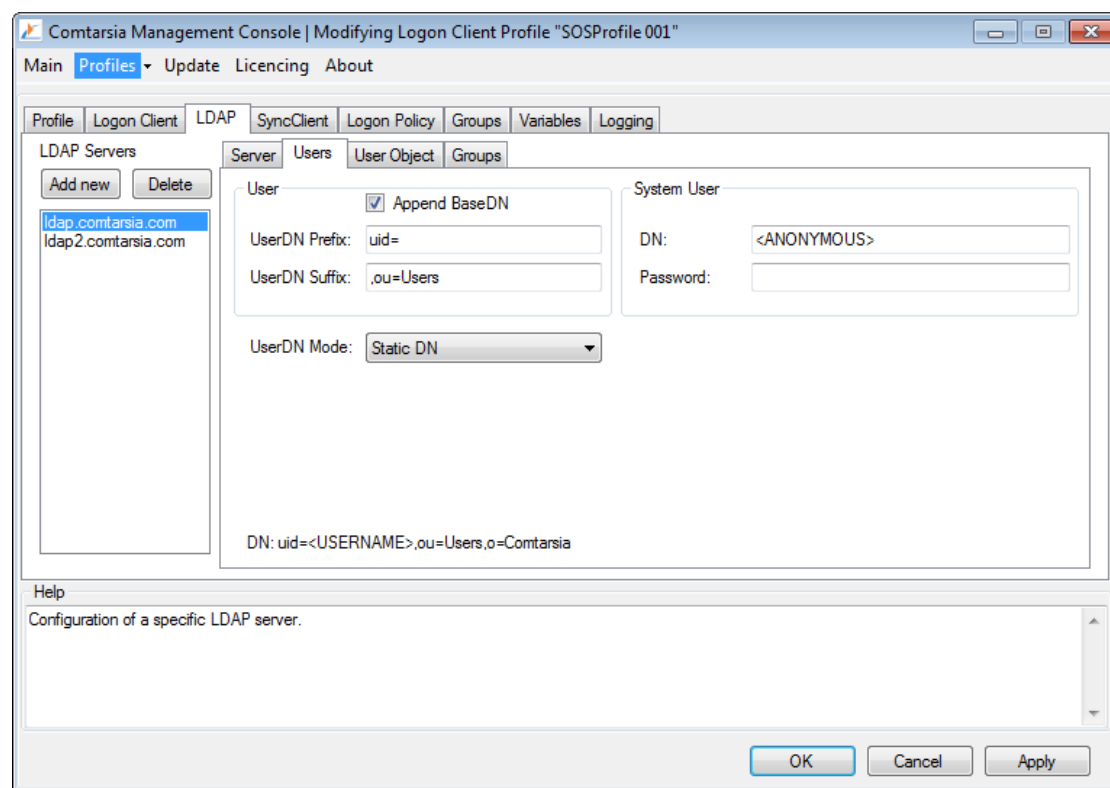 Comtarsia Management Console | Modifying Logon Client Profile "SOSProfile 001"
Main Profiles Update Licencing About
Profile Logon Client LDAP SyncClient Logon Policy Groups Variables Logging
LDAP Servers
Add new Delete
ldap.comtarsia.com
ldap2.comtarsia.com
Server Users User Object Groups
User
Append BaseDN
UserDN Prefix: uid=
UserDN Suffix: ,ou=Users
System User
DN: <ANONYMOUS>
Password:
UserDN Mode: Static DN
DN: uid=<USERNAME>,ou=Users,o=Comtarsia
Help
Configuration of a specific LDAP server.
OK Cancel Apply